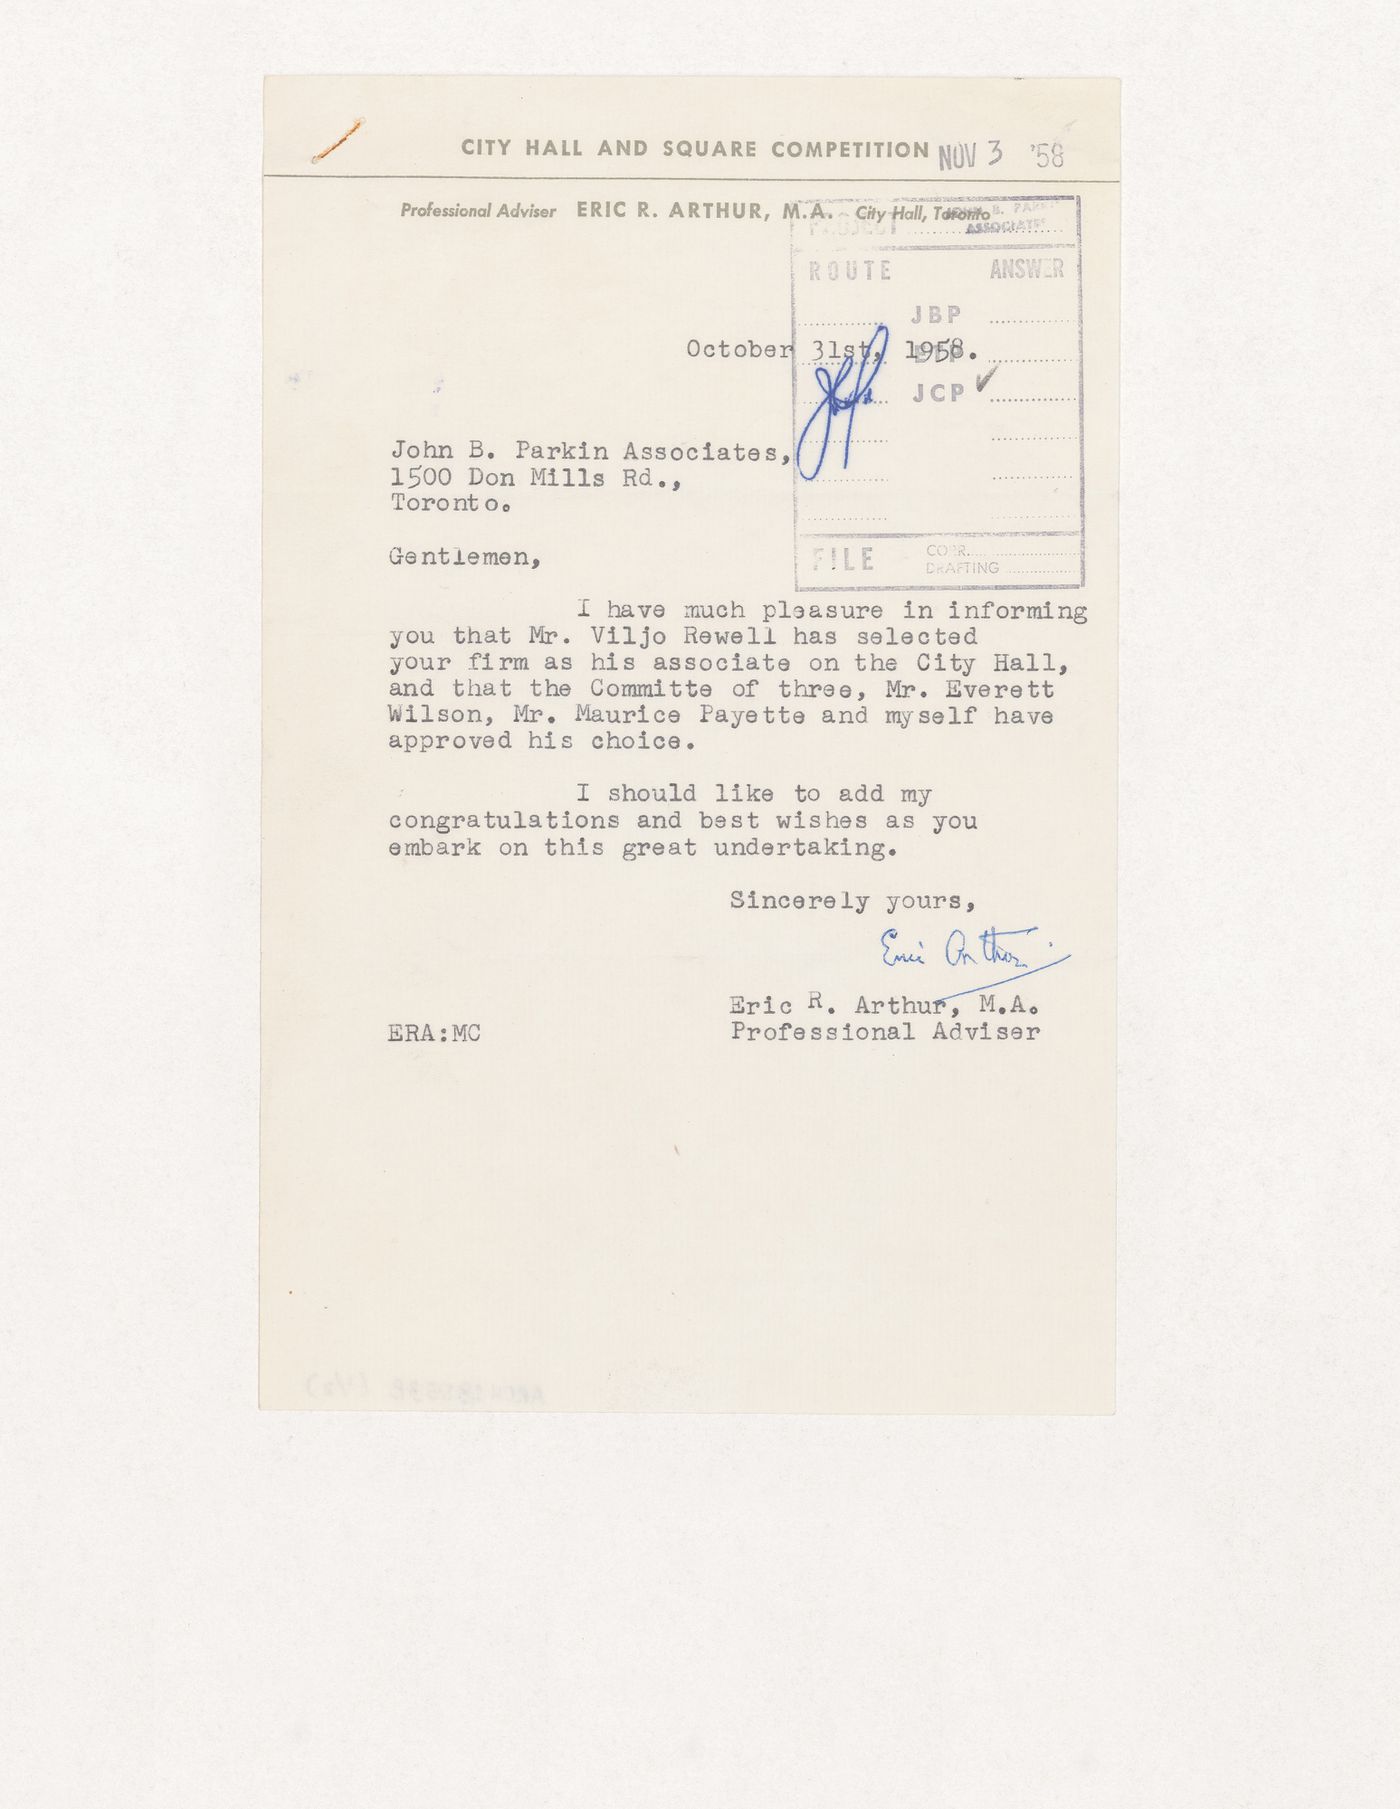 CITY HALL AND SQUARE COMPETITION NOV 3 '58
Professional Adviser ERIC R. ARTHUR, M.A. City Hall, Toronto
PROJECT
ASSOCIATES
ROUTE ANSWER
JBP
October 31st, 1958.
JCP ✓
John B. Parkin Associates,
1500 Don Mills Rd.,
Toronto.
FILE CORR.
DRAFTING
Gentlemen,
I have much pleasure in informing
you that Mr. Viljo Rewell has selected
your firm as his associate on the City Hall,
and that the Committe of three, Mr. Everett
Wilson, Mr. Maurice Payette and myself have
approved his choice.
I should like to add my
congratulations and best wishes as you
embark on this great undertaking.
Sincerely yours,
Eric Arthur
Eric R. Arthur, M.A.
ERA:MC Professional Adviser